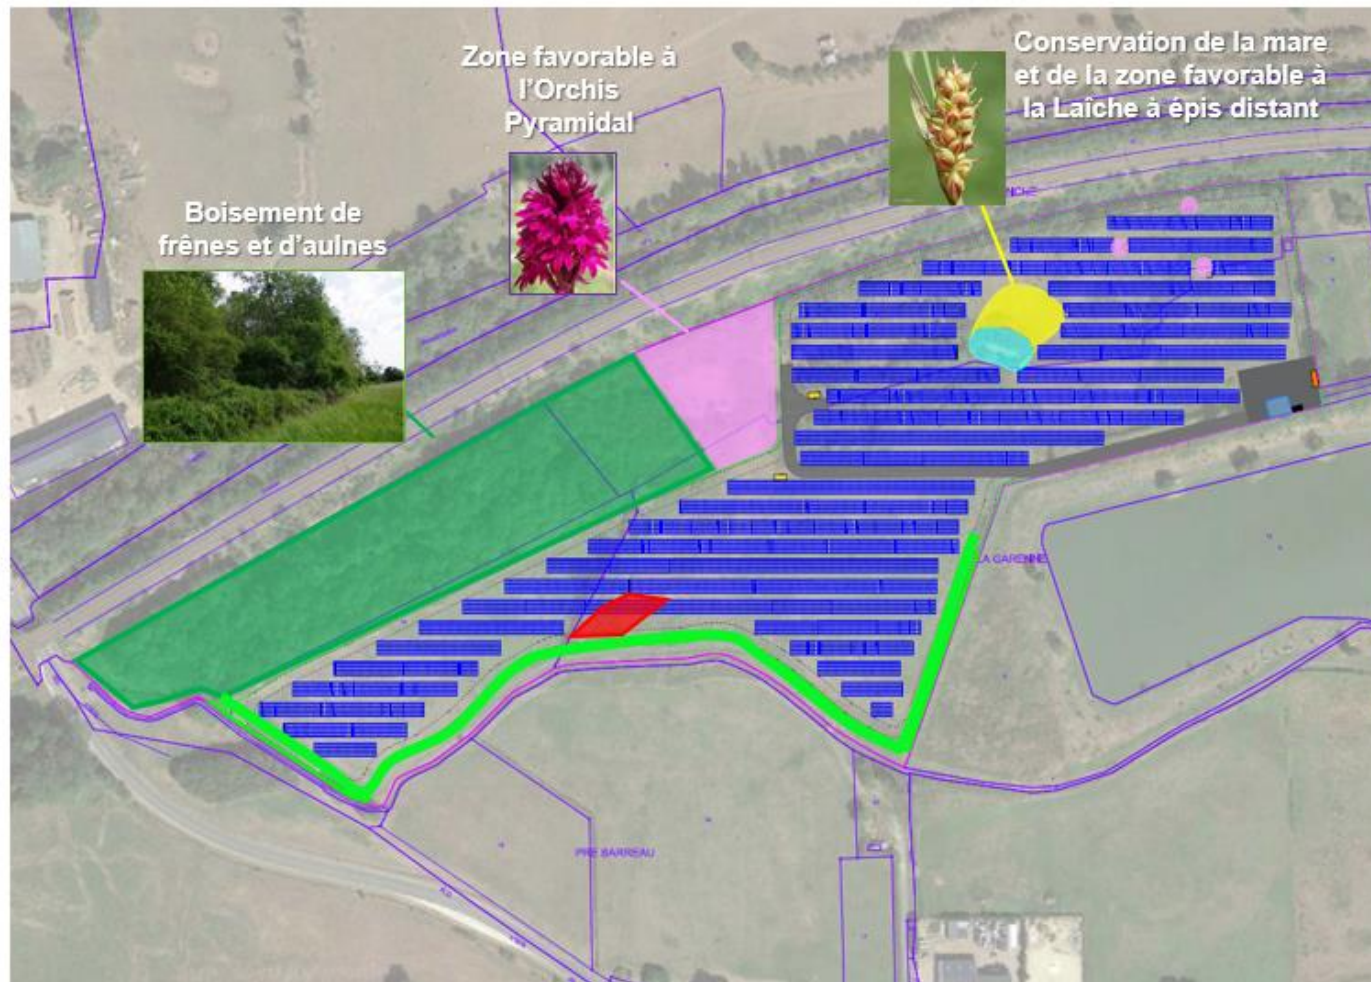 Zone favorable à
l'Orchis
Pyramidal
Conservation de la mare
et de la zone favorable à
la Laîche à épis distant
Boisement de
frênes et d'aulnes
LA GARENNE
PRE BARREAU